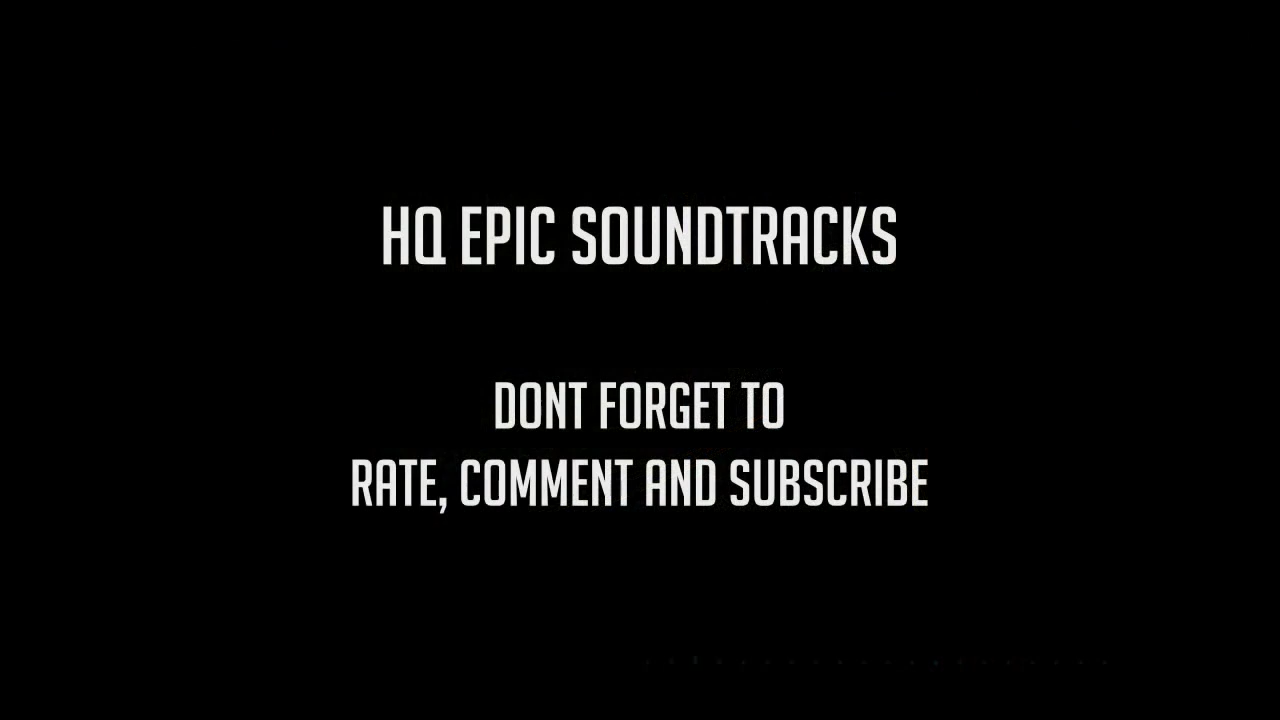 HQ EPIC SOUNDTRACKS
DONT FORGET TO
RATE, COMMENT AND SUBSCRIBE